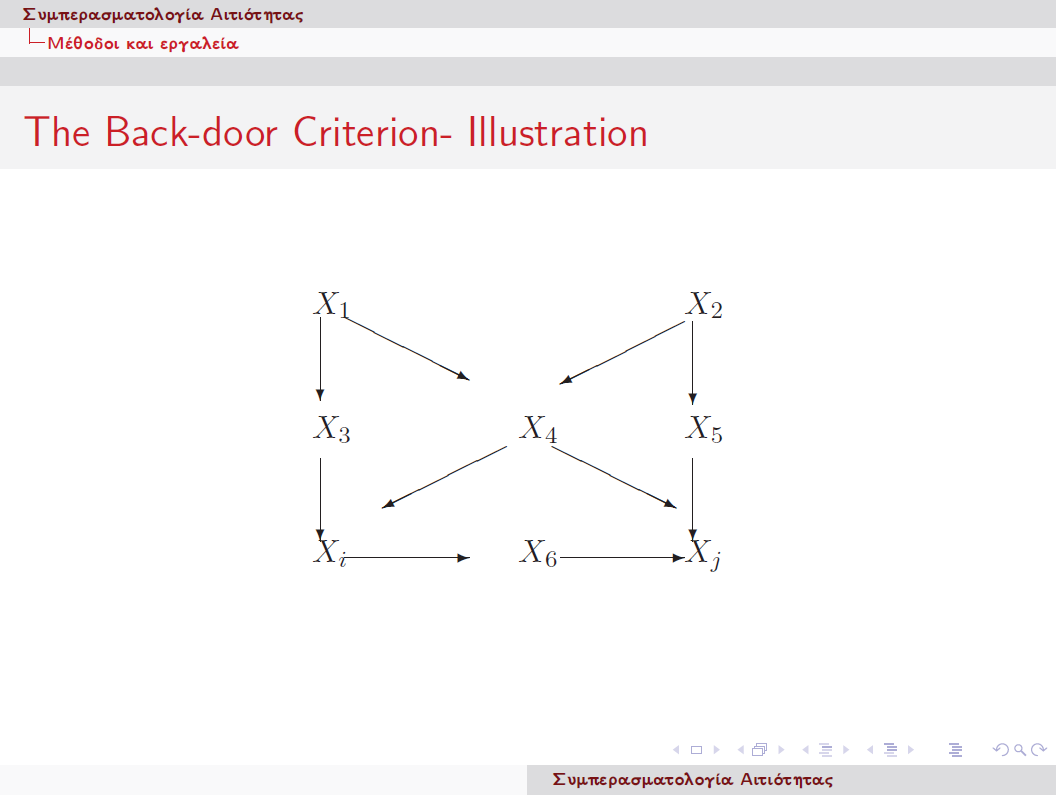 Συμπερασματολογία Αιτιότητας
Μέθοδοι και εργαλεία
The Back-door Criterion- Illustration
X1 X2
X3 X4 X5
Xi X6 Xj
Συμπερασματολογία Αιτιότητας